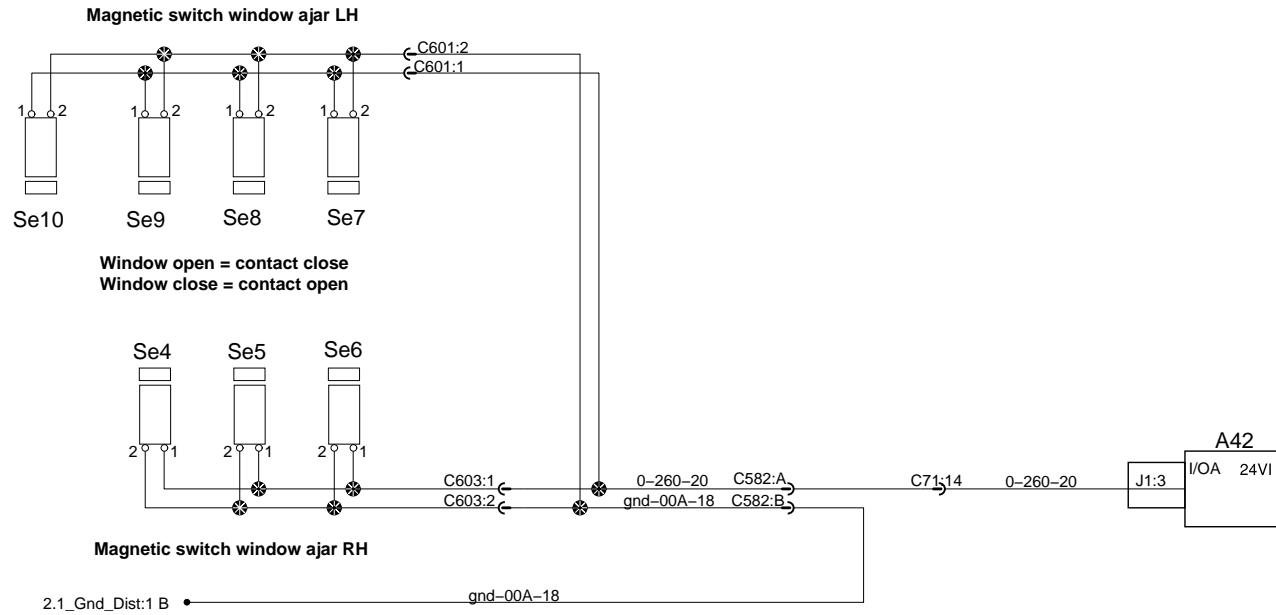 Magnetic switch window ajar LH
C601:2
C601:1
1 2 1 2 1 2 1 2
Se10 Se9 Se8 Se7
Window open = contact close
Window close = contact open
Se4 Se5 Se6
A42
2 1 2 1 2 1
I/OA 24VI
C603:1 0–260–20 C582:A C71:14 0–260–20 J1:3
C603:2 gnd–00A–18 C582:B
Magnetic switch window ajar RH
2.1_Gnd_Dist:1 B gnd–00A–18